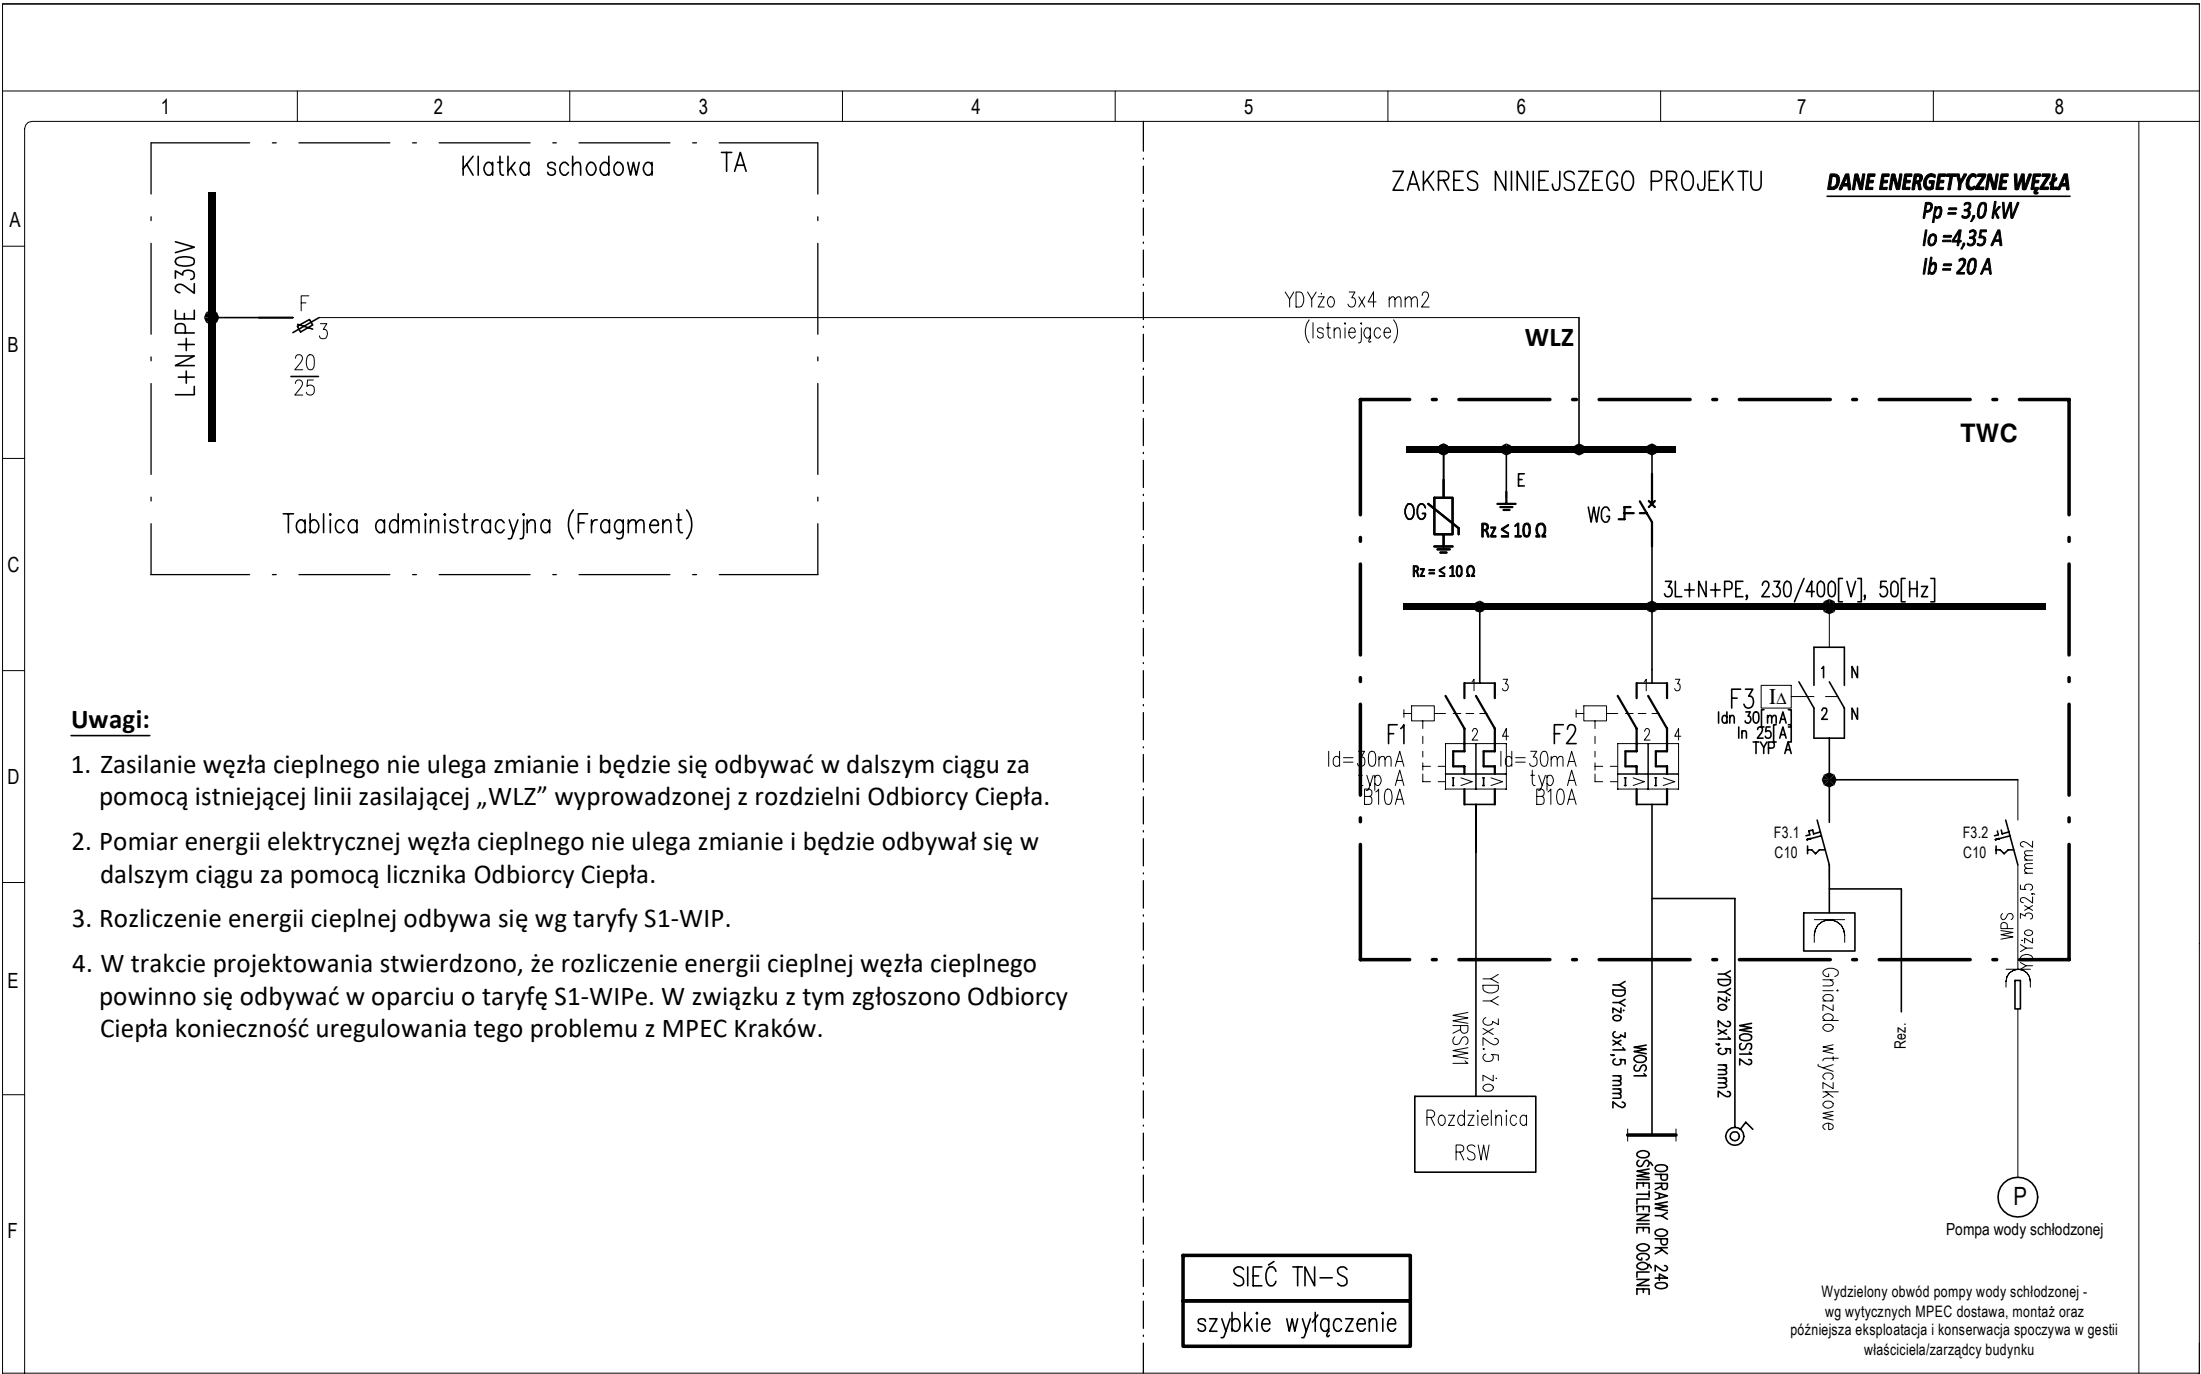 1 2 3 4 5 6 7 8
A
B
C
D
E
F
Klatka schodowa TA
L+N+PE 230V
F
3
20
25
Tablica administracyjna (Fragment)
Uwagi:
1. Zasilanie węzła cieplnego nie ulega zmianie i będzie się odbywać w dalszym ciągu za
pomocą istniejącej linii zasilającej „WLZ” wyprowadzonej z rozdzielni Odbiorcy Ciepła.
2. Pomiar energii elektrycznej węzła cieplnego nie ulega zmianie i będzie odbywał się w
dalszym ciągu za pomocą licznika Odbiorcy Ciepła.
3. Rozliczenie energii cieplnej odbywa się wg taryfy S1-WIP.
4. W trakcie projektowania stwierdzono, że rozliczenie energii cieplnej węzła cieplnego
powinno się odbywać w oparciu o taryfę S1-WIPe. W związku z tym zgłoszono Odbiorcy
Ciepła konieczność uregulowania tego problemu z MPEC Kraków.
ZAKRES NINIEJSZEGO PROJEKTU
DANE ENERGETYCZNE WĘZŁA
Pp = 3,0 kW
Io =4,35 A
Ib = 20 A
YDYżo 3x4 mm2
(Istniejące)
WLZ
TWC
OG
Rz = ≤ 10 Ω
E
Rz ≤ 10 Ω
WG
3L+N+PE, 230/400[V], 50[Hz]
1 3
2 4
F1
Id=30mA
typ A
B10A
I > I >
1 3
2 4
F2
Id=30mA
typ A
B10A
I > I >
1 N
2 N
F3 IΔ
Idn 30[mA]
In 25[A]
TYP A
F3.1
C10
F3.2
C10
WPS
YDYżo 3x2,5 mm2
WRSW1
YDY 3x2.5 żo
YDYżo 3x1,5 mm2
WOS1
YDYżo 2x1,5 mm2
WOS12
Gniazdo wtyczkowe
Rez.
Rozdzielnica
RSW
OPRAWY OPK 240
OŚWIETLENIE OGÓLNE
P
Pompa wody schłodzonej
SIEĆ TN-S
szybkie wyłączenie
Wydzielony obwód pompy wody schłodzonej -
wg wytycznych MPEC dostawa, montaż oraz
późniejsza eksploatacja i konserwacja spoczywa w gestii
właściciela/zarządcy budynku